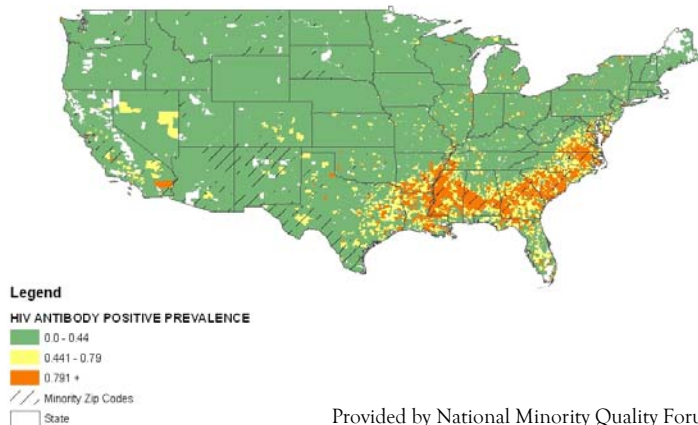 Legend
HIV ANTIBODY POSITIVE PREVALENCE
0.0 - 0.44
0.441 - 0.79
0.791 +
Minority Zip Codes
State
Provided by National Minority Quality Foru